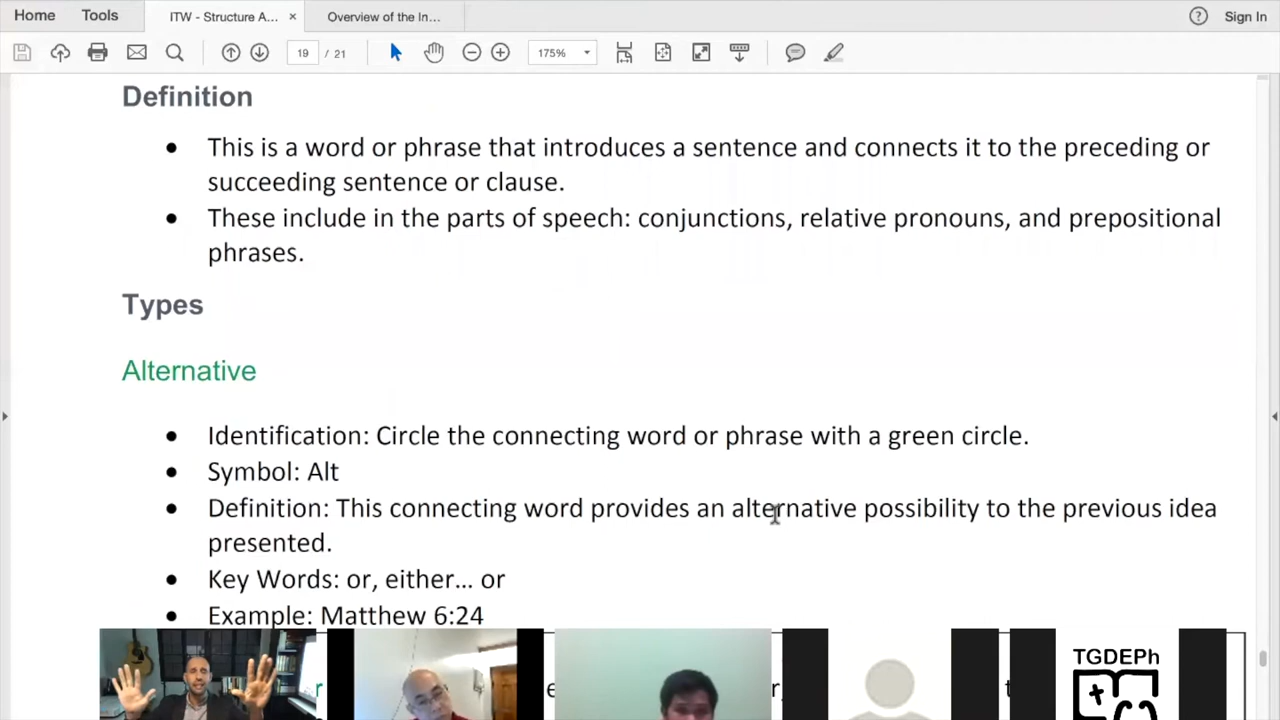 Home Tools ITW - Structure A... × Overview of the In... ? Sign In
19 / 21 175%
Definition
• This is a word or phrase that introduces a sentence and connects it to the preceding or
succeeding sentence or clause.
• These include in the parts of speech: conjunctions, relative pronouns, and prepositional
phrases.
Types
Alternative
• Identification: Circle the connecting word or phrase with a green circle.
• Symbol: Alt
• Definition: This connecting word provides an alternative possibility to the previous idea
presented.
• Key Words: or, either... or
• Example: Matthew 6:24
TGDEPh